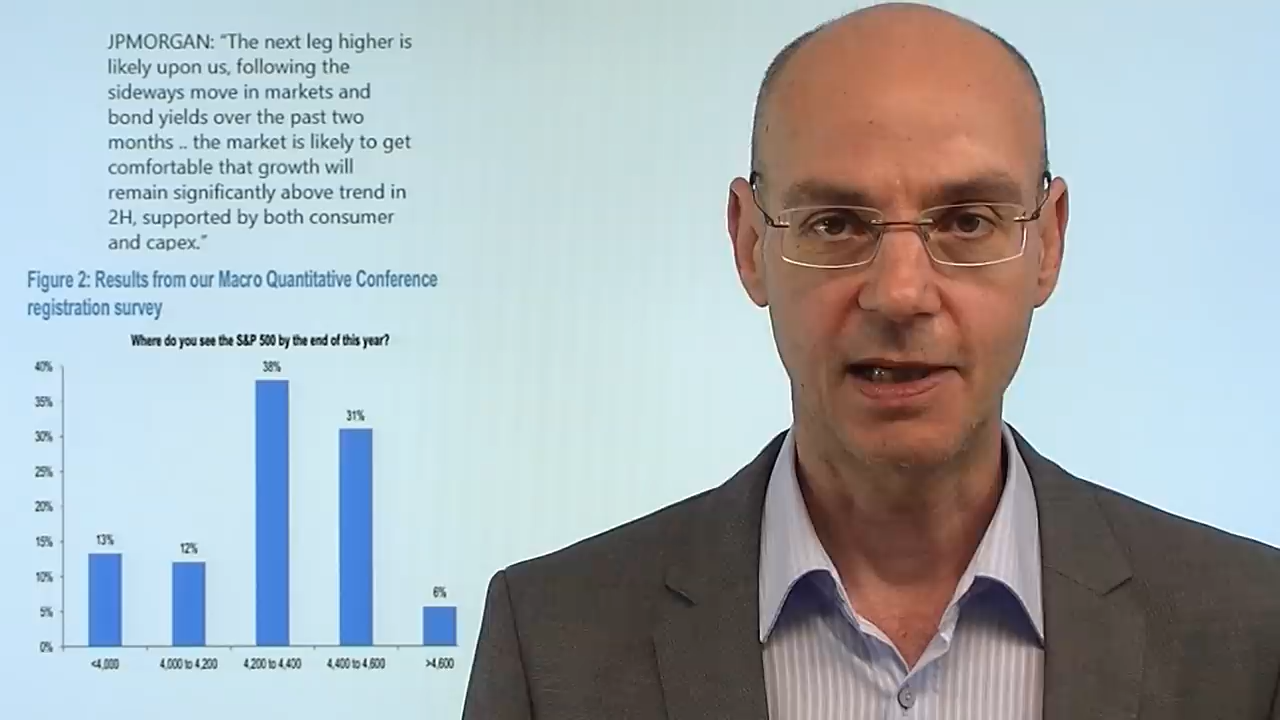 JPMORGAN: “The next leg higher is
likely upon us, following the
sideways move in markets and
bond yields over the past two
months .. the market is likely to get
comfortable that growth will
remain significantly above trend in
2H, supported by both consumer
and capex.”
Figure 2: Results from our Macro Quantitative Conference
registration survey
Where do you see the S&P 500 by the end of this year?
40%
35%
30%
25%
20%
15%
10%
5%
0%
13%
12%
38%
31%
6%
<4,000
4,000 to 4,200
4,200 to 4,400
4,400 to 4,600
>4,600